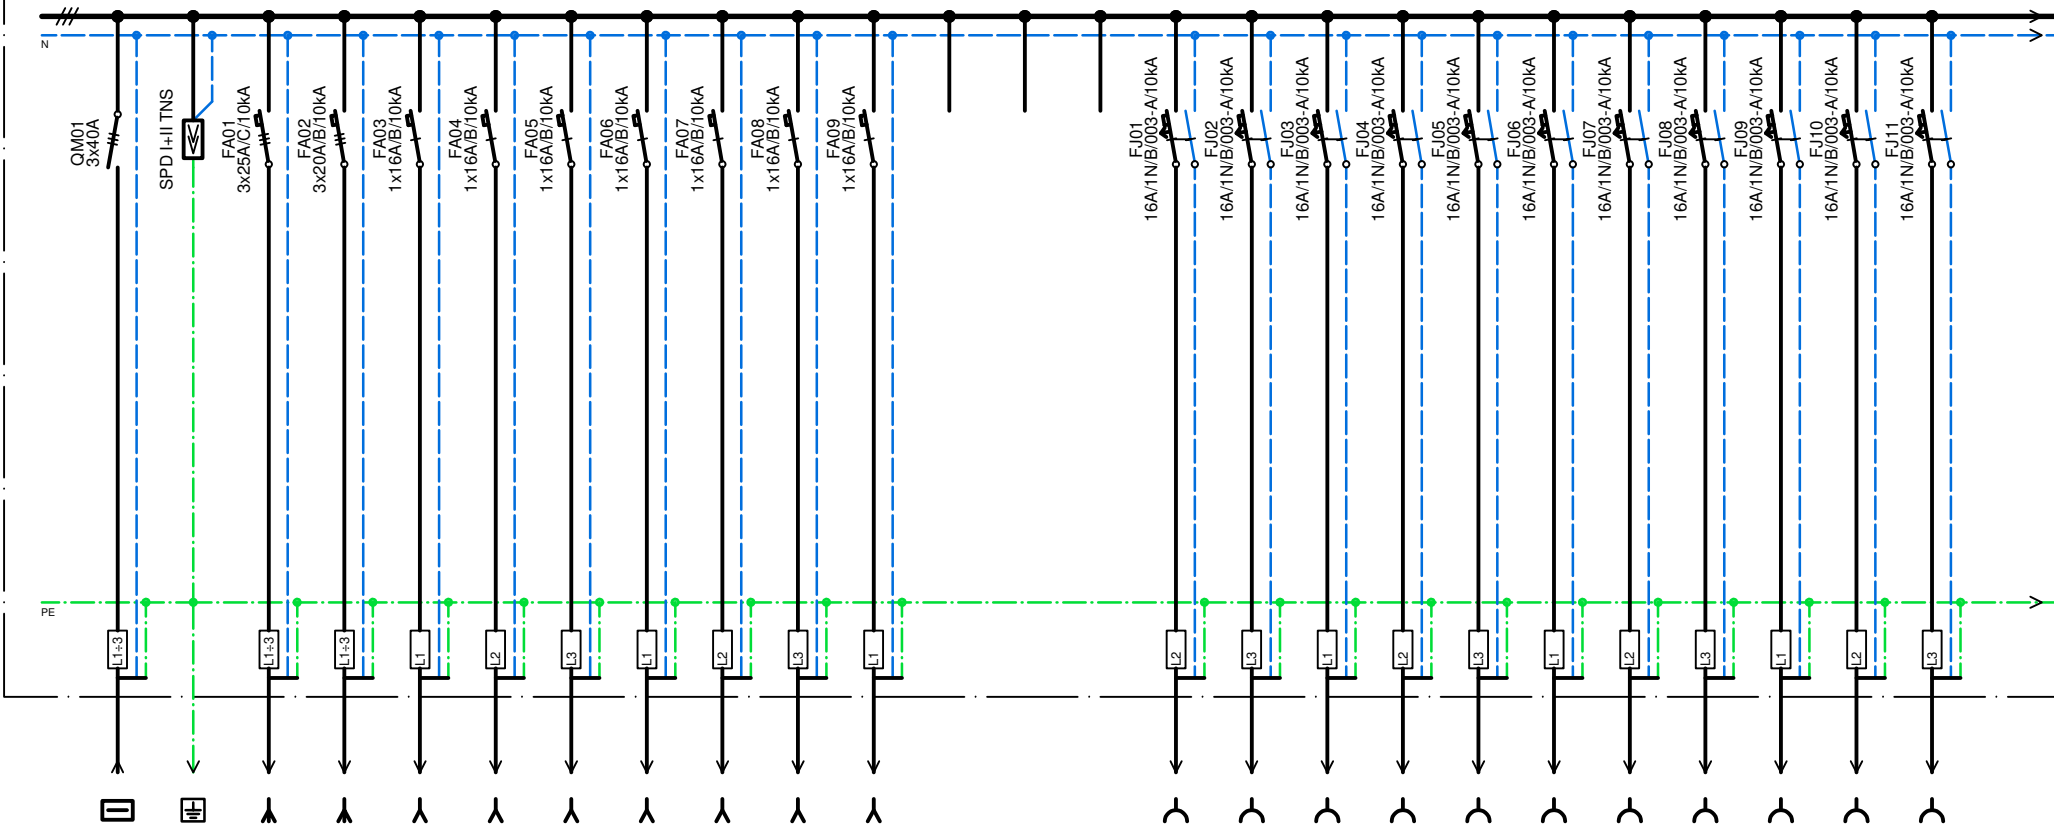 N
QM01
3x40A
SPD I+II TNS
FA01
3x25A/C/10kA
FA02
3x20A/B/10kA
FA03
1x16A/B/10kA
FA04
1x16A/B/10kA
FA05
1x16A/B/10kA
FA06
1x16A/B/10kA
FA07
1x16A/B/10kA
FA08
1x16A/B/10kA
FA09
1x16A/B/10kA
FJ01
16A/1N/B/003-A/10kA
FJ02
16A/1N/B/003-A/10kA
FJ03
16A/1N/B/003-A/10kA
FJ04
16A/1N/B/003-A/10kA
FJ05
16A/1N/B/003-A/10kA
FJ06
16A/1N/B/003-A/10kA
FJ07
16A/1N/B/003-A/10kA
FJ08
16A/1N/B/003-A/10kA
FJ09
16A/1N/B/003-A/10kA
FJ10
16A/1N/B/003-A/10kA
FJ11
16A/1N/B/003-A/10kA
PE
L1÷3
L1÷3
L1÷3
L1
L2
L3
L1
L2
L3
L1
L2
L3
L1
L2
L3
L1
L2
L3
L1
L2
L3